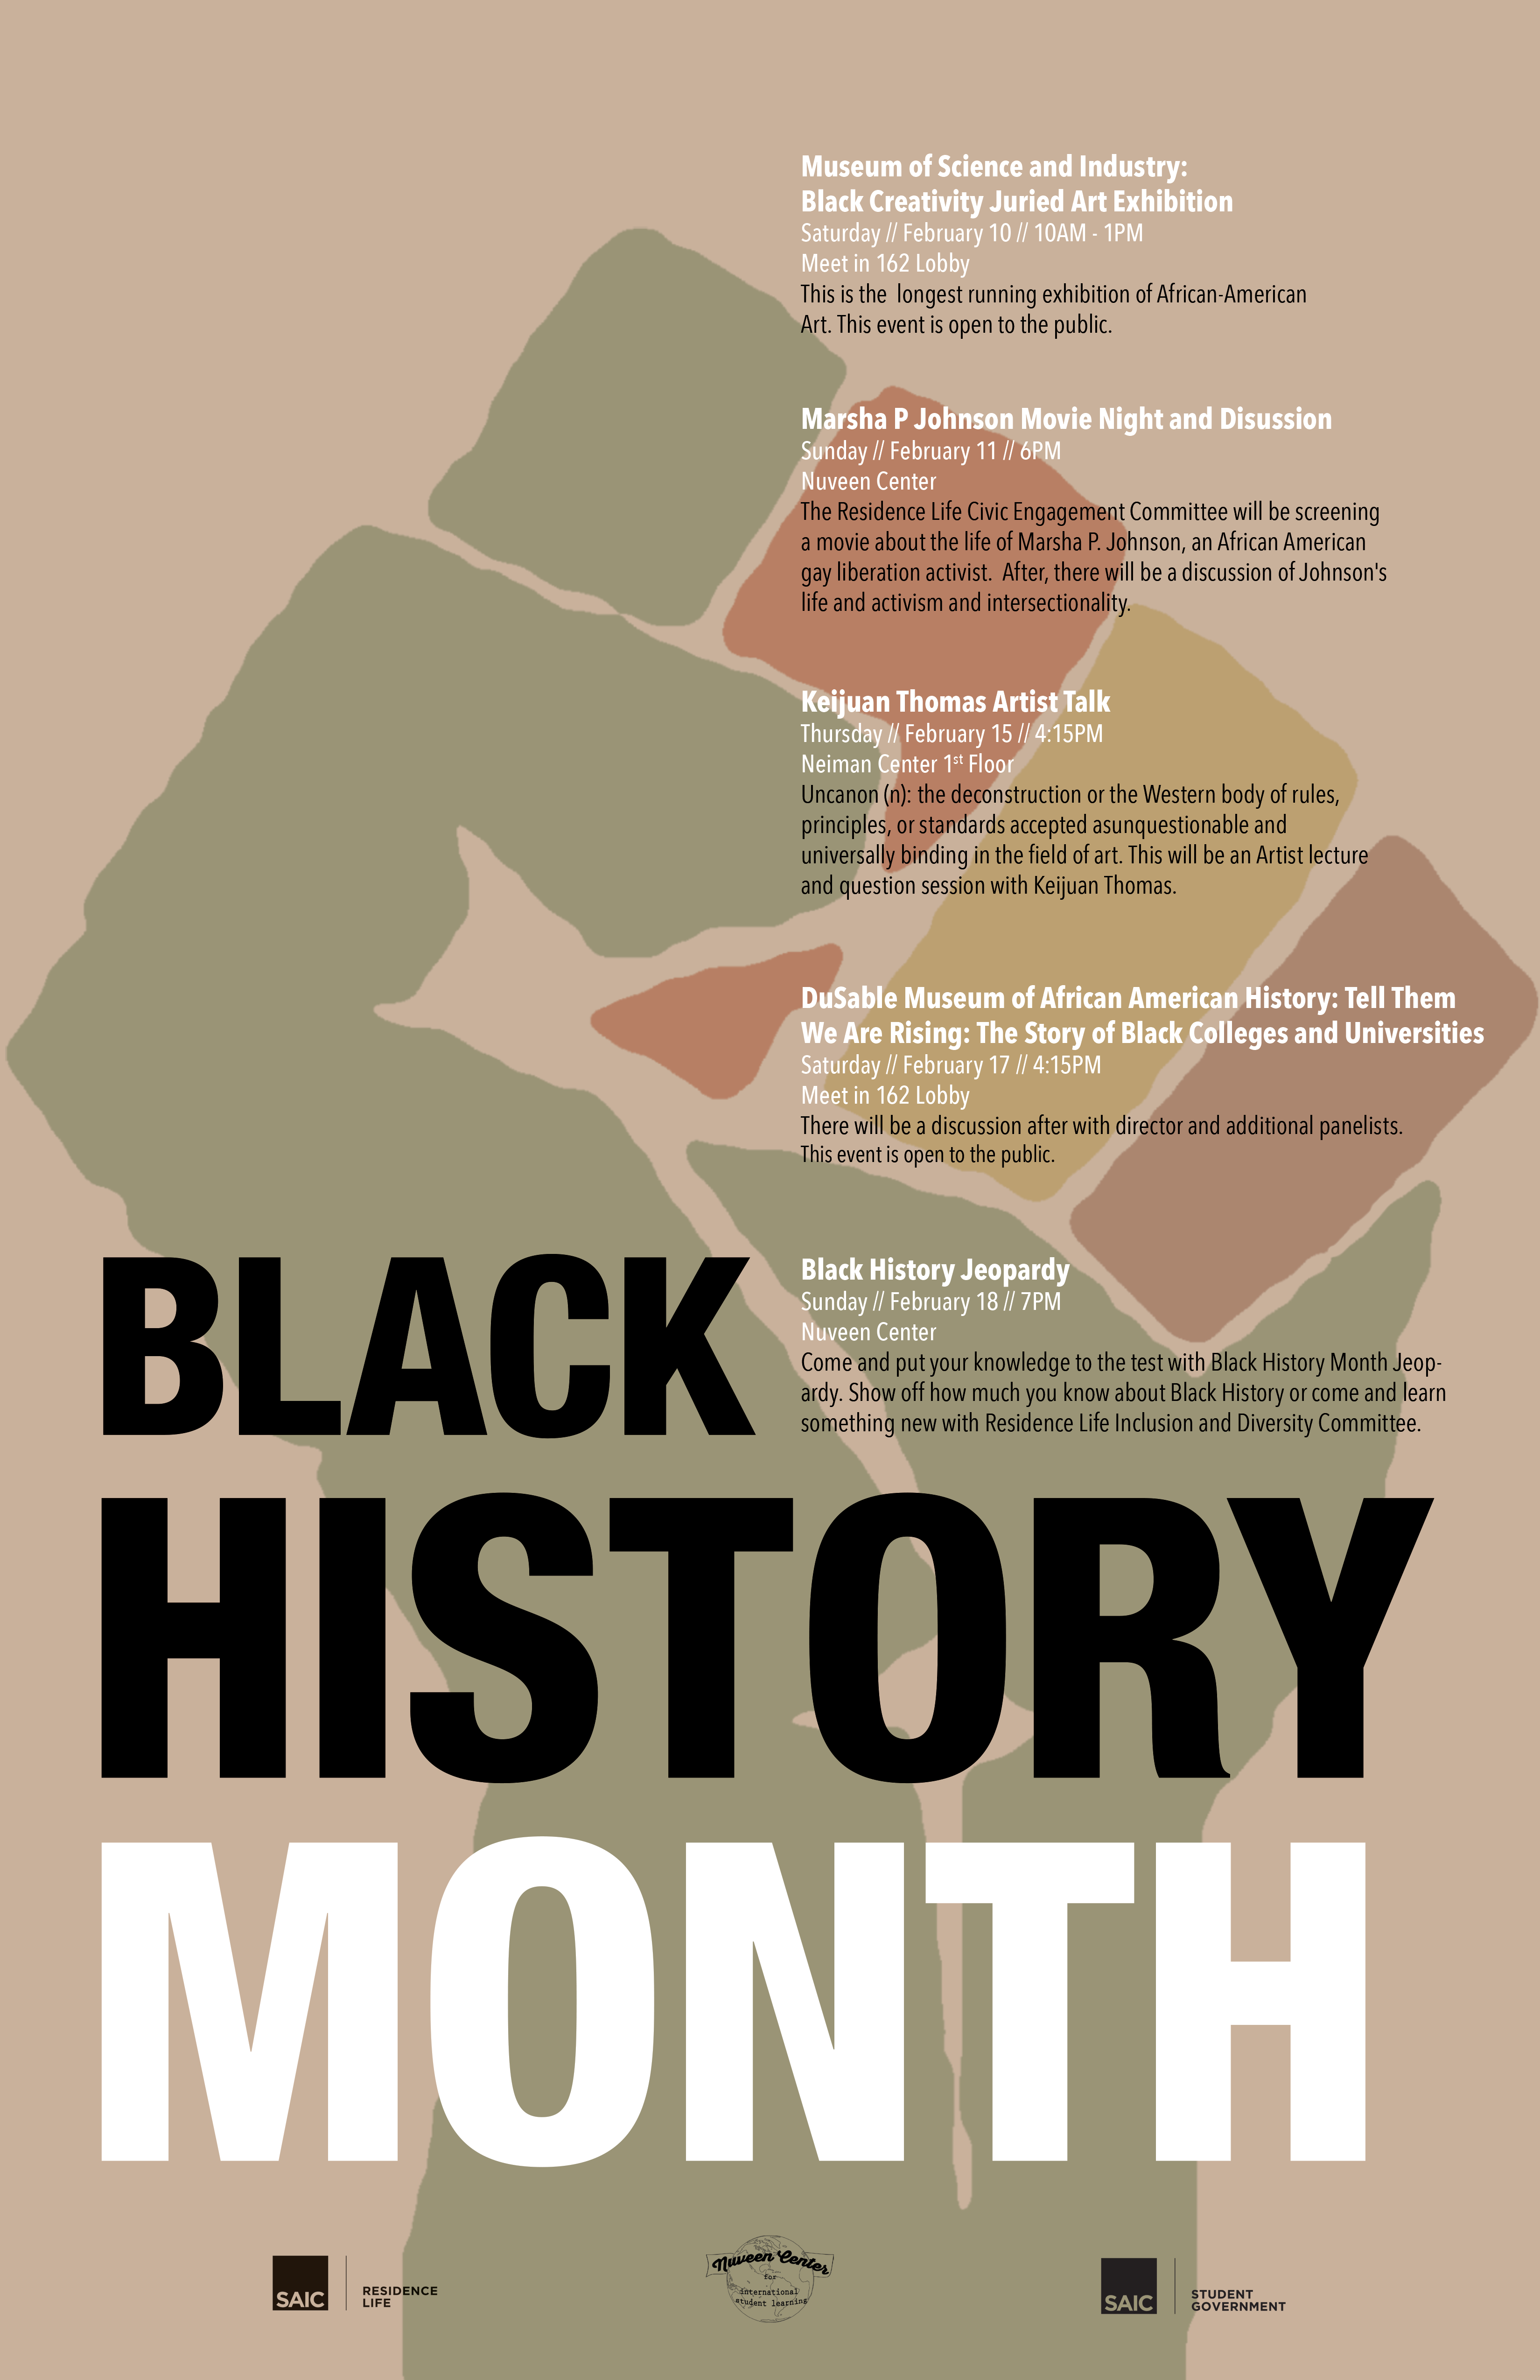 Museum of Science and Industry:
Black Creativity Juried Art Exhibition
Saturday // February 10 // 10AM - 1PM
Meet in 162 Lobby
This is the  longest running exhibition of African-American
Art. This event is open to the public.
Marsha P Johnson Movie Night and Disussion
Sunday // February 11 // 6PM
Nuveen Center
The Residence Life Civic Engagement Committee will be screening
a movie about the life of Marsha P. Johnson, an African American
gay liberation activist.  After, there will be a discussion of Johnson's
life and activism and intersectionality.
Keijuan Thomas Artist Talk
Thursday // February 15 // 4:15PM
Neiman Center 1st Floor
Uncanon (n): the deconstruction or the Western body of rules,
principles, or standards accepted asunquestionable and
universally binding in the field of art. This will be an Artist lecture
and question session with Keijuan Thomas.
DuSable Museum of African American History: Tell Them
We Are Rising: The Story of Black Colleges and Universities
Saturday // February 17 // 4:15PM
Meet in 162 Lobby
There will be a discussion after with director and additional panelists.
This event is open to the public.
Black History Jeopardy
Sunday // February 18 // 7PM
Nuveen Center
Come and put your knowledge to the test with Black History Month Jeop-
ardy. Show off how much you know about Black History or come and learn
something new with Residence Life Inclusion and Diversity Committee.
BLACK
HISTORY
MONTH
SAIC
RESIDENCE
LIFE
Nuveen Center
for
international
student learning
SAIC
STUDENT
GOVERNMENT